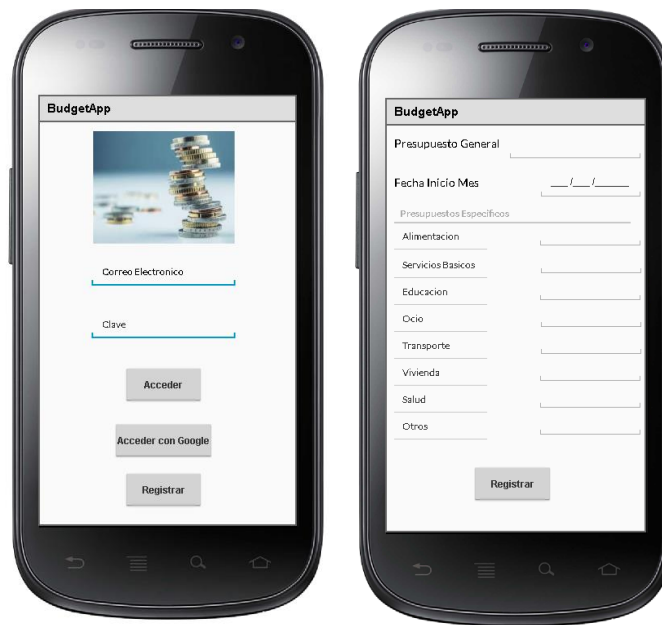 BudgetApp
Correo Electronico
Clave
Acceder
Acceder con Google
Registrar
BudgetApp
Presupuesto General
Fecha Inicio Mes __/__/____
Presupuestos Especificos
Alimentacion
Servicios Basicos
Educacion
Ocio
Transporte
Vivienda
Salud
Otros
Registrar